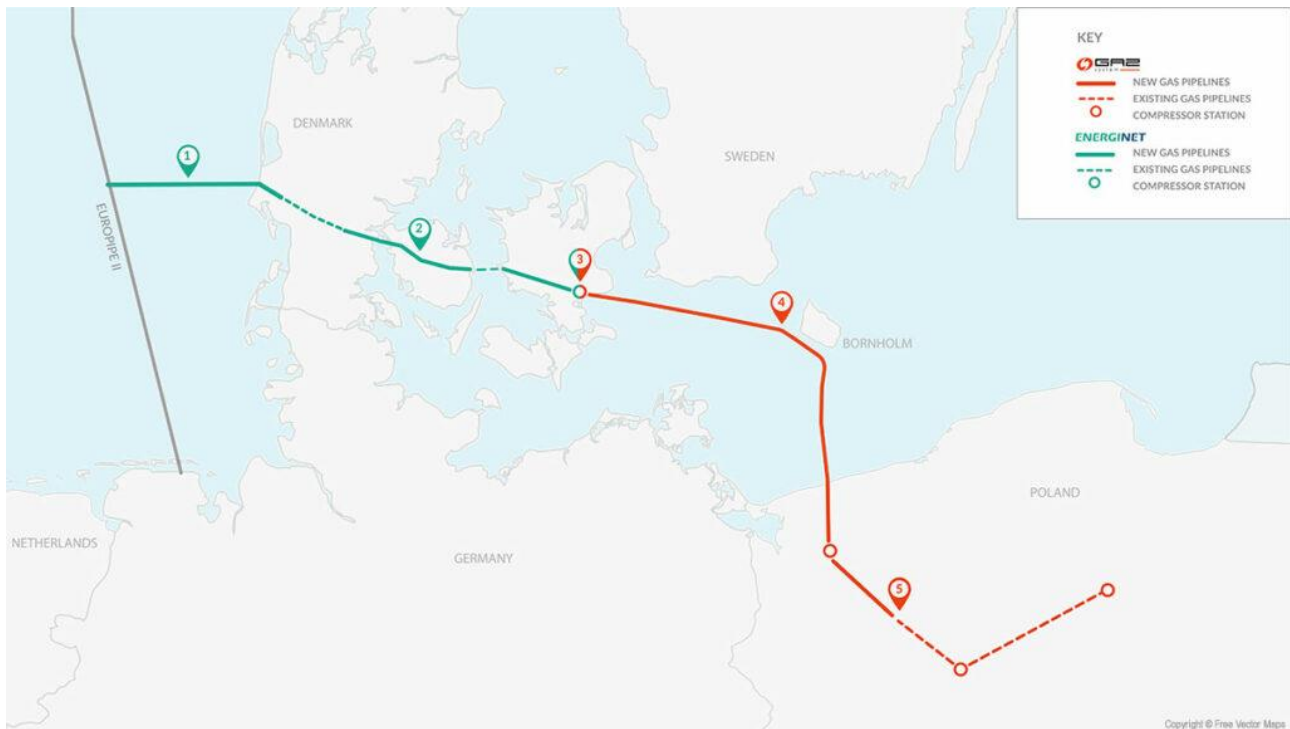 KEY
GAZ
system
NEW GAS PIPELINES
EXISTING GAS PIPELINES
COMPRESSOR STATION
ENERGINET
NEW GAS PIPELINES
EXISTING GAS PIPELINES
COMPRESSOR STATION
DENMARK
SWEDEN
1
EUROPIPE II
2
3
4
BORNHOLM
POLAND
NETHERLANDS
GERMANY
5
Copyright © Free Vector Maps